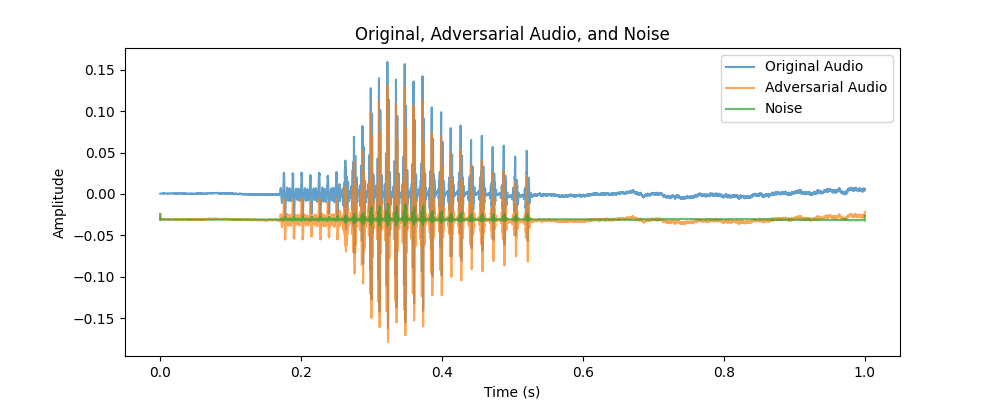 Original, Adversarial Audio, and Noise
Original Audio
Adversarial Audio
Noise
0.15
0.10
0.05
0.00
−0.05
−0.10
−0.15
Amplitude
0.0 0.2 0.4 0.6 0.8 1.0
Time (s)